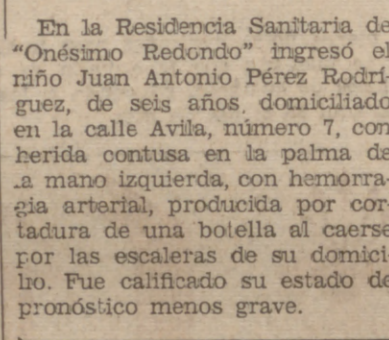 En la Residencia Sanitaria de
"Onésimo Redondo" ingresó el
niño Juan Antonio Pérez Rodrí-
guez, de seis años, domiciliado
en la calle Avila, número 7, con
herida contusa en la palma de
la mano izquierda, con hemorra-
gia arterial, producida por cor-
tadura de una botella al caerse
por las escaleras de su domici-
lio. Fue calificado su estado de
pronóstico menos grave.